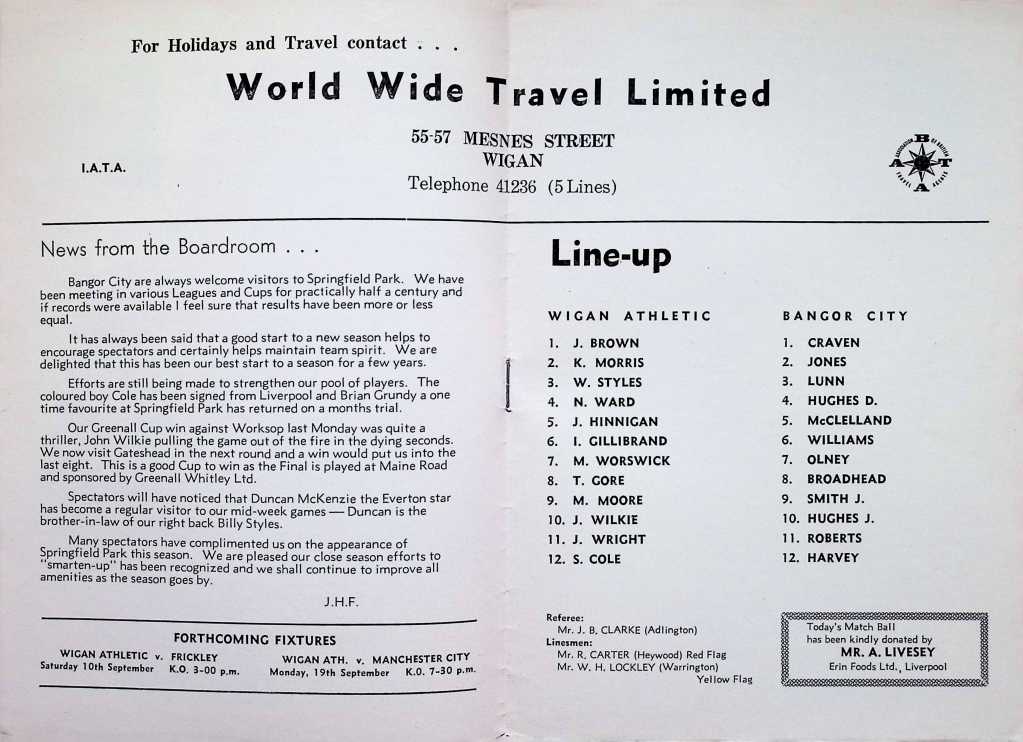 For Holidays and Travel contact . . .
World Wide Travel Limited
55-57 MESNES STREET
WIGAN
I.A.T.A.
Telephone 41236 (5 Lines)
ASSOCIATION OF BRITISH TRAVEL AGENTS
A B T A
News from the Boardroom . . .
Bangor City are always welcome visitors to Springfield Park. We have
been meeting in various Leagues and Cups for practically half a century and
if records were available I feel sure that results have been more or less
equal.
It has always been said that a good start to a new season helps to
encourage spectators and certainly helps maintain team spirit. We are
delighted that this has been our best start to a season for a few years.
Efforts are still being made to strengthen our pool of players. The
coloured boy Cole has been signed from Liverpool and Brian Grundy a one
time favourite at Springfield Park has returned on a months trial.
Our Greenall Cup win against Worksop last Monday was quite a
thriller, John Wilkie pulling the game out of the fire in the dying seconds.
We now visit Gateshead in the next round and a win would put us into the
last eight. This is a good Cup to win as the Final is played at Maine Road
and sponsored by Greenall Whitley Ltd.
Spectators will have noticed that Duncan McKenzie the Everton star
has become a regular visitor to our mid-week games — Duncan is the
brother-in-law of our right back Billy Styles.
Many spectators have complimented us on the appearance of
Springfield Park this season. We are pleased our close season efforts to
"smarten-up" has been recognized and we shall continue to improve all
amenities as the season goes by.
J.H.F.
FORTHCOMING FIXTURES
WIGAN ATHLETIC v. FRICKLEY
Saturday 10th September K.O. 3-00 p.m.
WIGAN ATH. v. MANCHESTER CITY
Monday, 19th September K.O. 7-30 p.m.
Line-up
WIGAN ATHLETIC
1. J. BROWN
2. K. MORRIS
3. W. STYLES
4. N. WARD
5. J. HINNIGAN
6. I. GILLIBRAND
7. M. WORSWICK
8. T. GORE
9. M. MOORE
10. J. WILKIE
11. J. WRIGHT
12. S. COLE
BANGOR CITY
1. CRAVEN
2. JONES
3. LUNN
4. HUGHES D.
5. McCLELLAND
6. WILLIAMS
7. OLNEY
8. BROADHEAD
9. SMITH J.
10. HUGHES J.
11. ROBERTS
12. HARVEY
Referee:
Mr. J. B. CLARKE (Adlington)
Linesmen:
Mr. R. CARTER (Heywood) Red Flag
Mr. W. H. LOCKLEY (Warrington)
Yellow Flag
Today's Match Ball
has been kindly donated by
MR. A. LIVESEY
Erin Foods Ltd., Liverpool